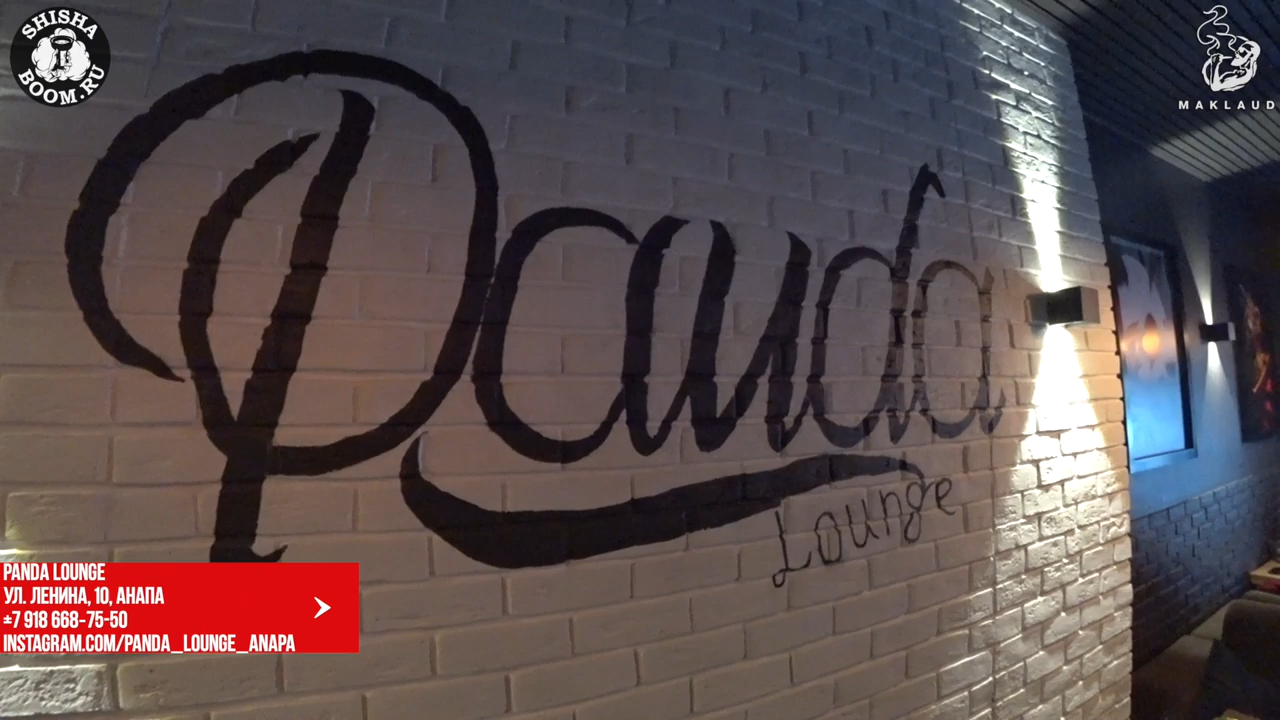 SHISHA
BOOM.RU
MAKLAUD
Panda
Lounge
PANDA LOUNGE
УЛ. ЛЕНИНА, 10, АНАПА
+7 918 668-75-50
INSTAGRAM.COM/PANDA_LOUNGE_ANAPA